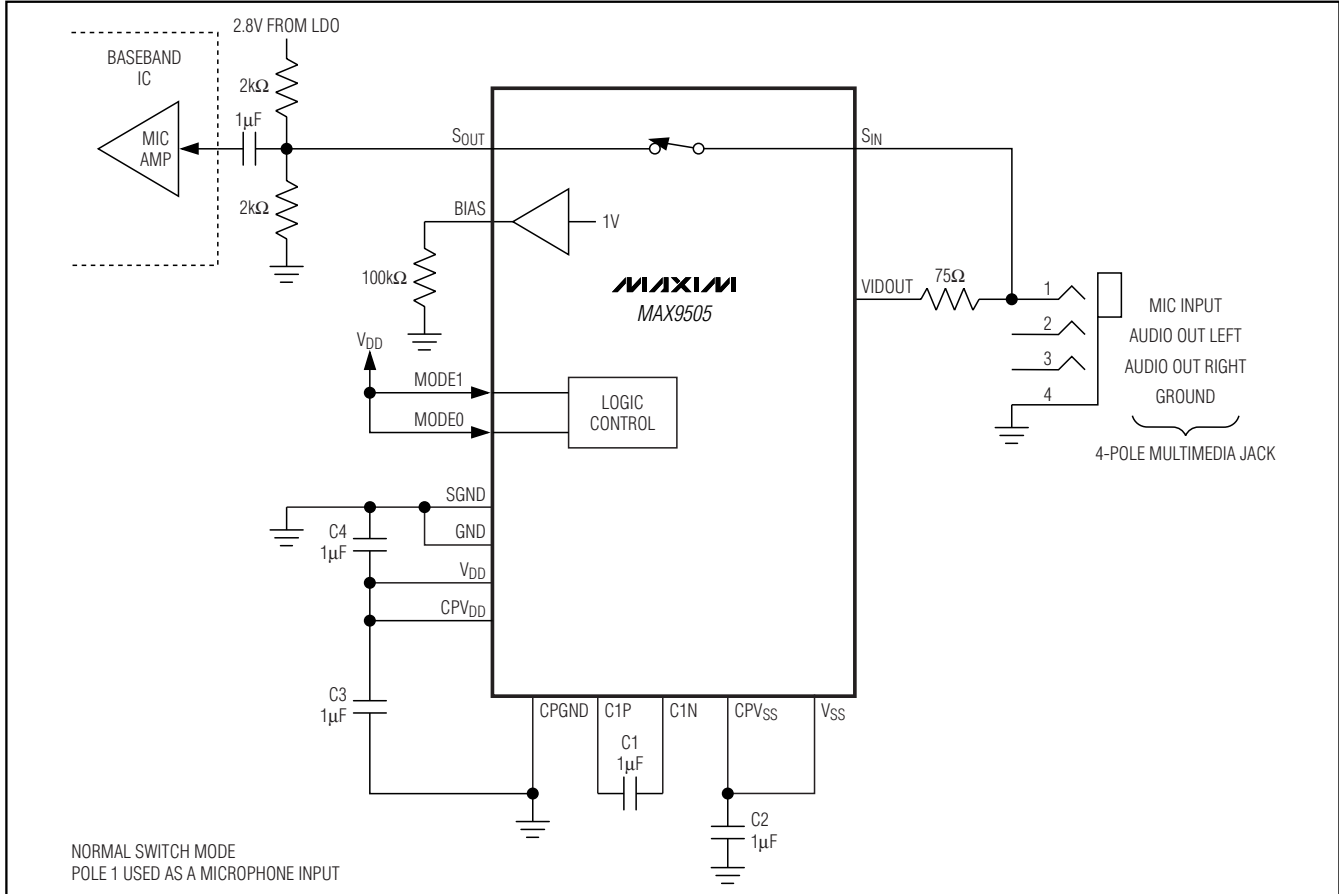 2.8V FROM LDO
BASEBAND
IC
2kΩ
1µF
MIC
AMP
2kΩ
SOUT
SIN
BIAS
1V
100kΩ
MAXIM
MAX9505
VIDOUT
75Ω
1
2
3
4
MIC INPUT
AUDIO OUT LEFT
AUDIO OUT RIGHT
GROUND
4-POLE MULTIMEDIA JACK
VDD
MODE1
MODE0
LOGIC
CONTROL
SGND
GND
C4
1µF
VDD
CPVDD
C3
1µF
CPGND
C1P
C1N
CPVSS
VSS
C1
1µF
C2
1µF
NORMAL SWITCH MODE
POLE 1 USED AS A MICROPHONE INPUT